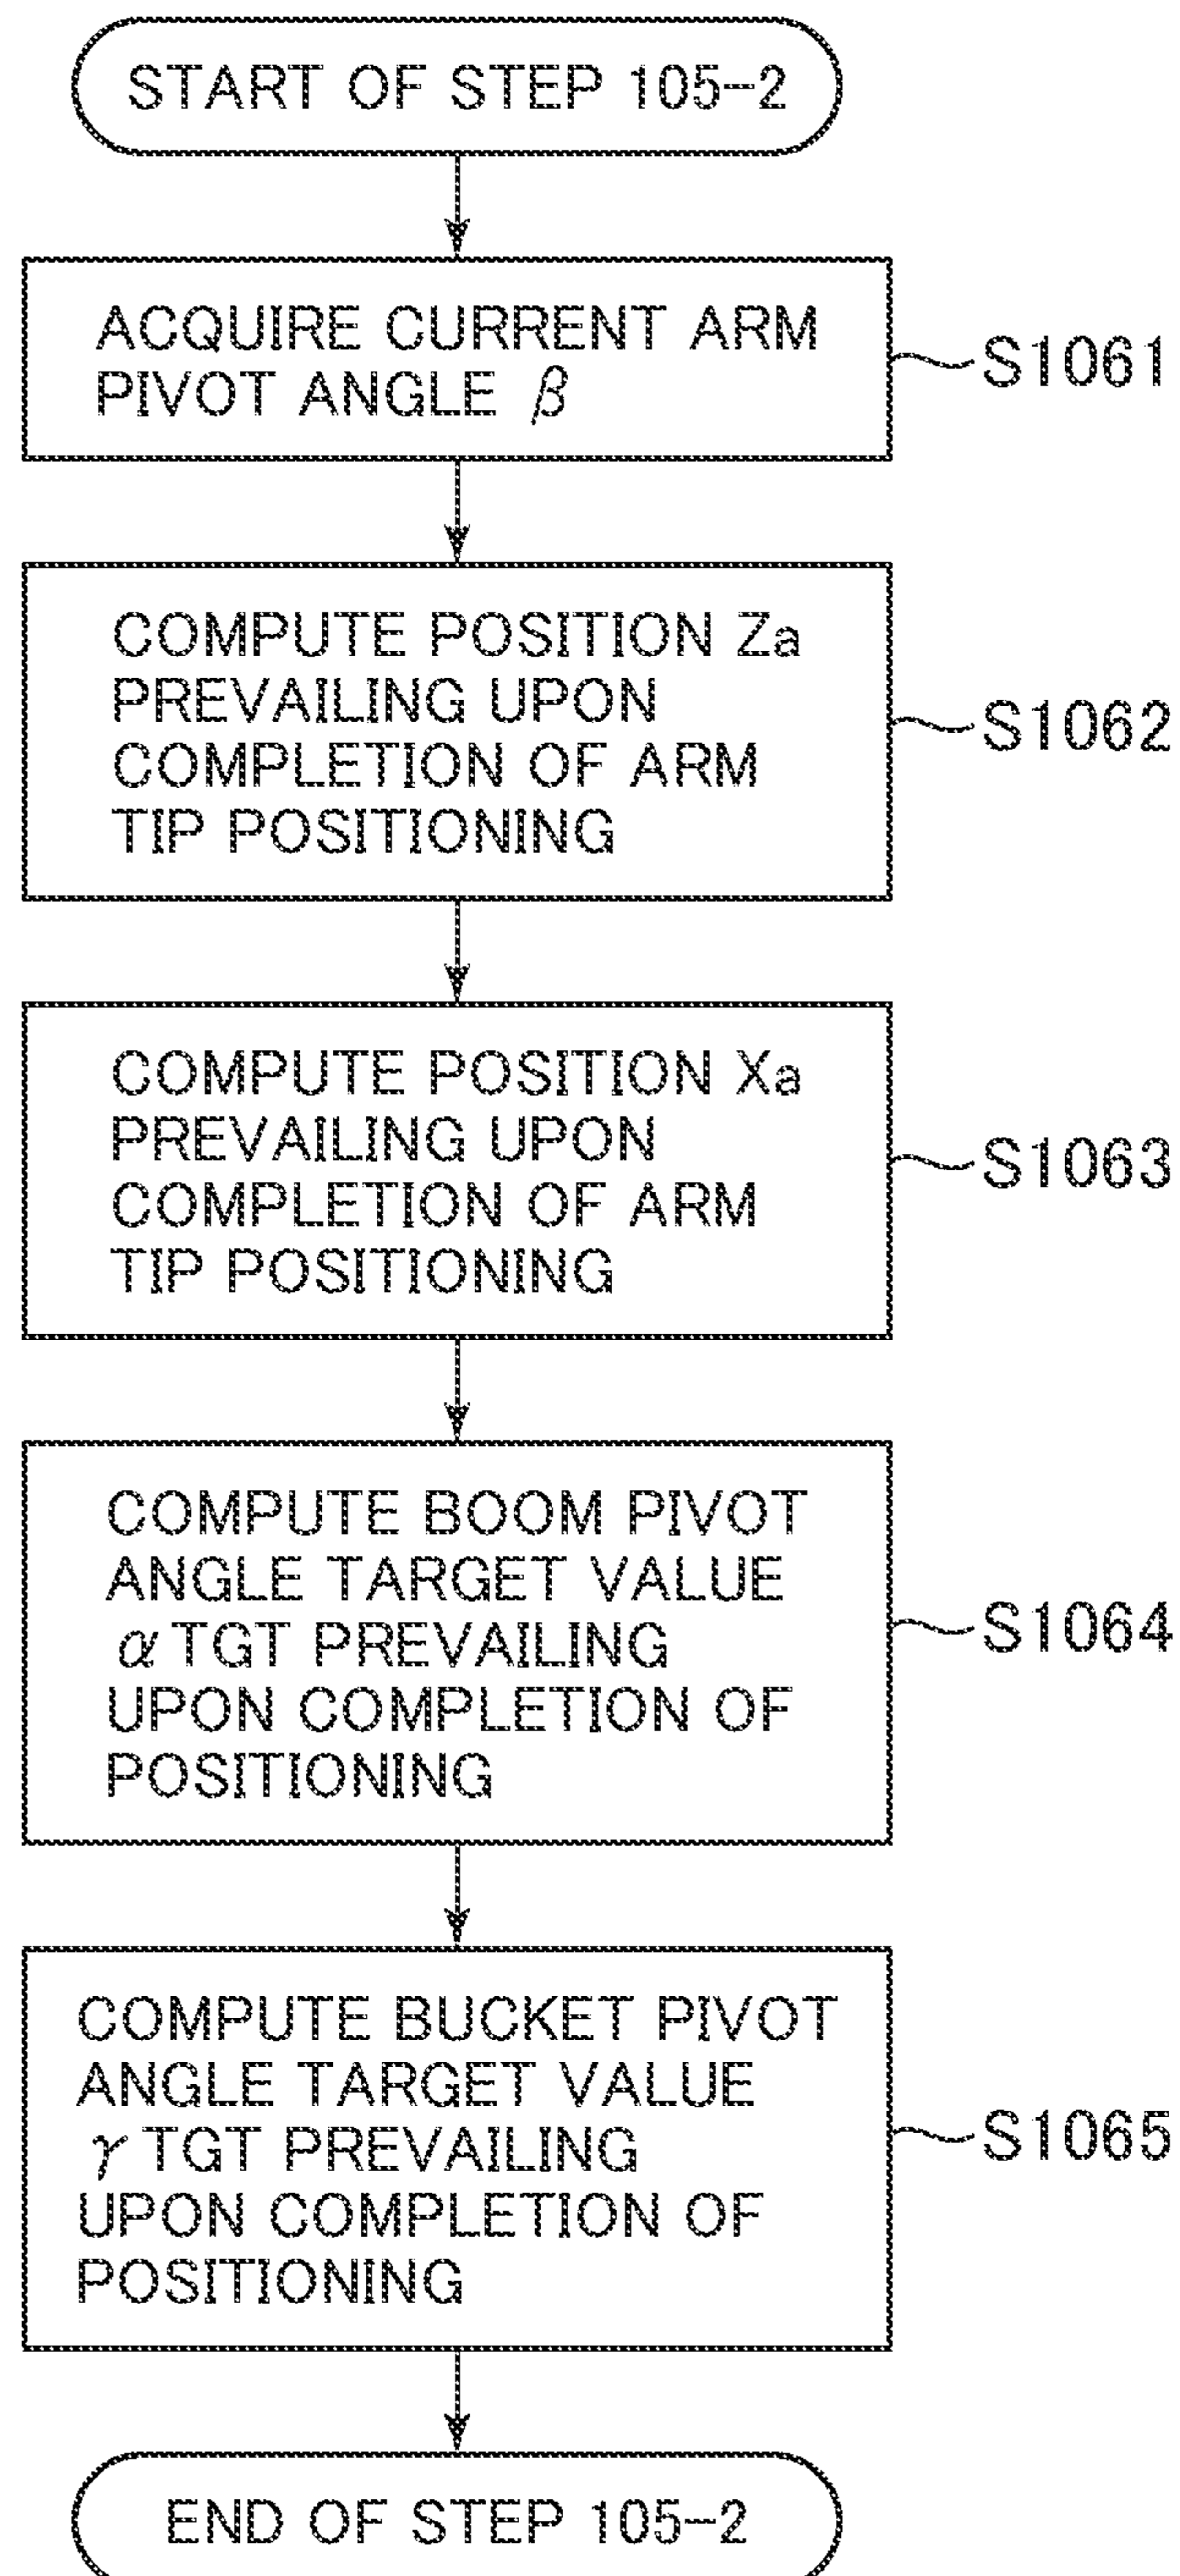 START OF STEP 105-2
ACQUIRE CURRENT ARM
PIVOT ANGLE β
S1061
COMPUTE POSITION Za
PREVAILING UPON
COMPLETION OF ARM
TIP POSITIONING
S1062
COMPUTE POSITION Xa
PREVAILING UPON
COMPLETION OF ARM
TIP POSITIONING
S1063
COMPUTE BOOM PIVOT
ANGLE TARGET VALUE
α TGT PREVAILING
UPON COMPLETION OF
POSITIONING
S1064
COMPUTE BUCKET PIVOT
ANGLE TARGET VALUE
γ TGT PREVAILING
UPON COMPLETION OF
POSITIONING
S1065
END OF STEP 105-2